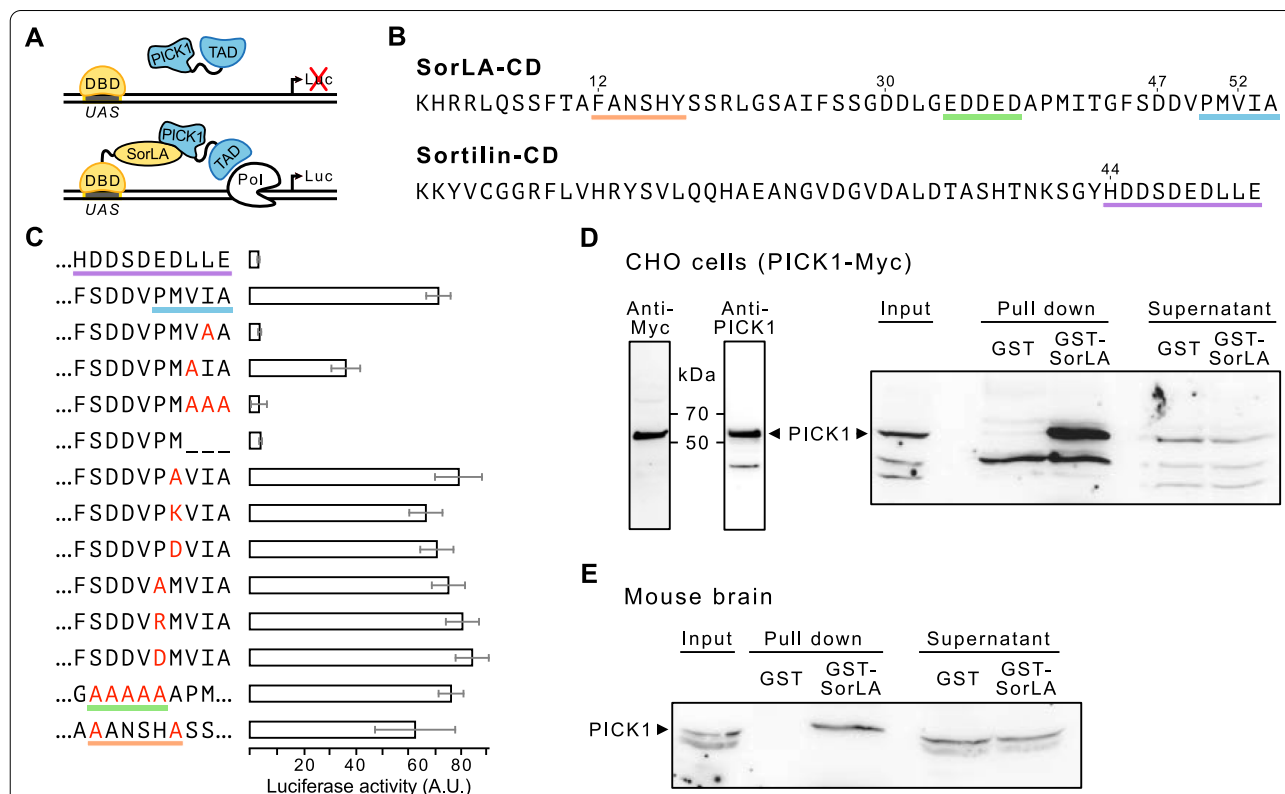 A
PICK1
TAD
DBD
Luc
UAS
PICK1
SorLA
TAD
DBD
Pol
Luc
UAS
B
SorLA-CD
12 30 47 52
KHRRLQSSFTAFANSHYSSRLGSAIFSSGDDLGEDDEDAPMITGFSDDVPMVIA
Sortilin-CD
44
KKYVCGGRFLVHRYSVLQQHAEANGVDGVDALDTASHTNKSGYHDDSDEDLLE
C
...HDDSDEDLLE
...FSDDVPMVIA
...FSDDVPMVAA
...FSDDVPMAIA
...FSDDVPMAAA
...FSDDVPM___
...FSDDVPAVIA
...FSDDVPKVIA
...FSDDVPDVIA
...FSDDVAMVIA
...FSDDVRMVIA
...FSDDVDMVIA
...GAAAAAAPM...
...AAANSHASS...
20 40 60 80
Luciferase activity (A.U.)
D
CHO cells (PICK1-Myc)
Anti-Myc
Anti-PICK1
kDa
70
50
PICK1
Input
Pull down
Supernatant
GST
GST-SorLA
GST
GST-SorLA
E
Mouse brain
Input
Pull down
Supernatant
GST
GST-SorLA
GST
GST-SorLA
PICK1